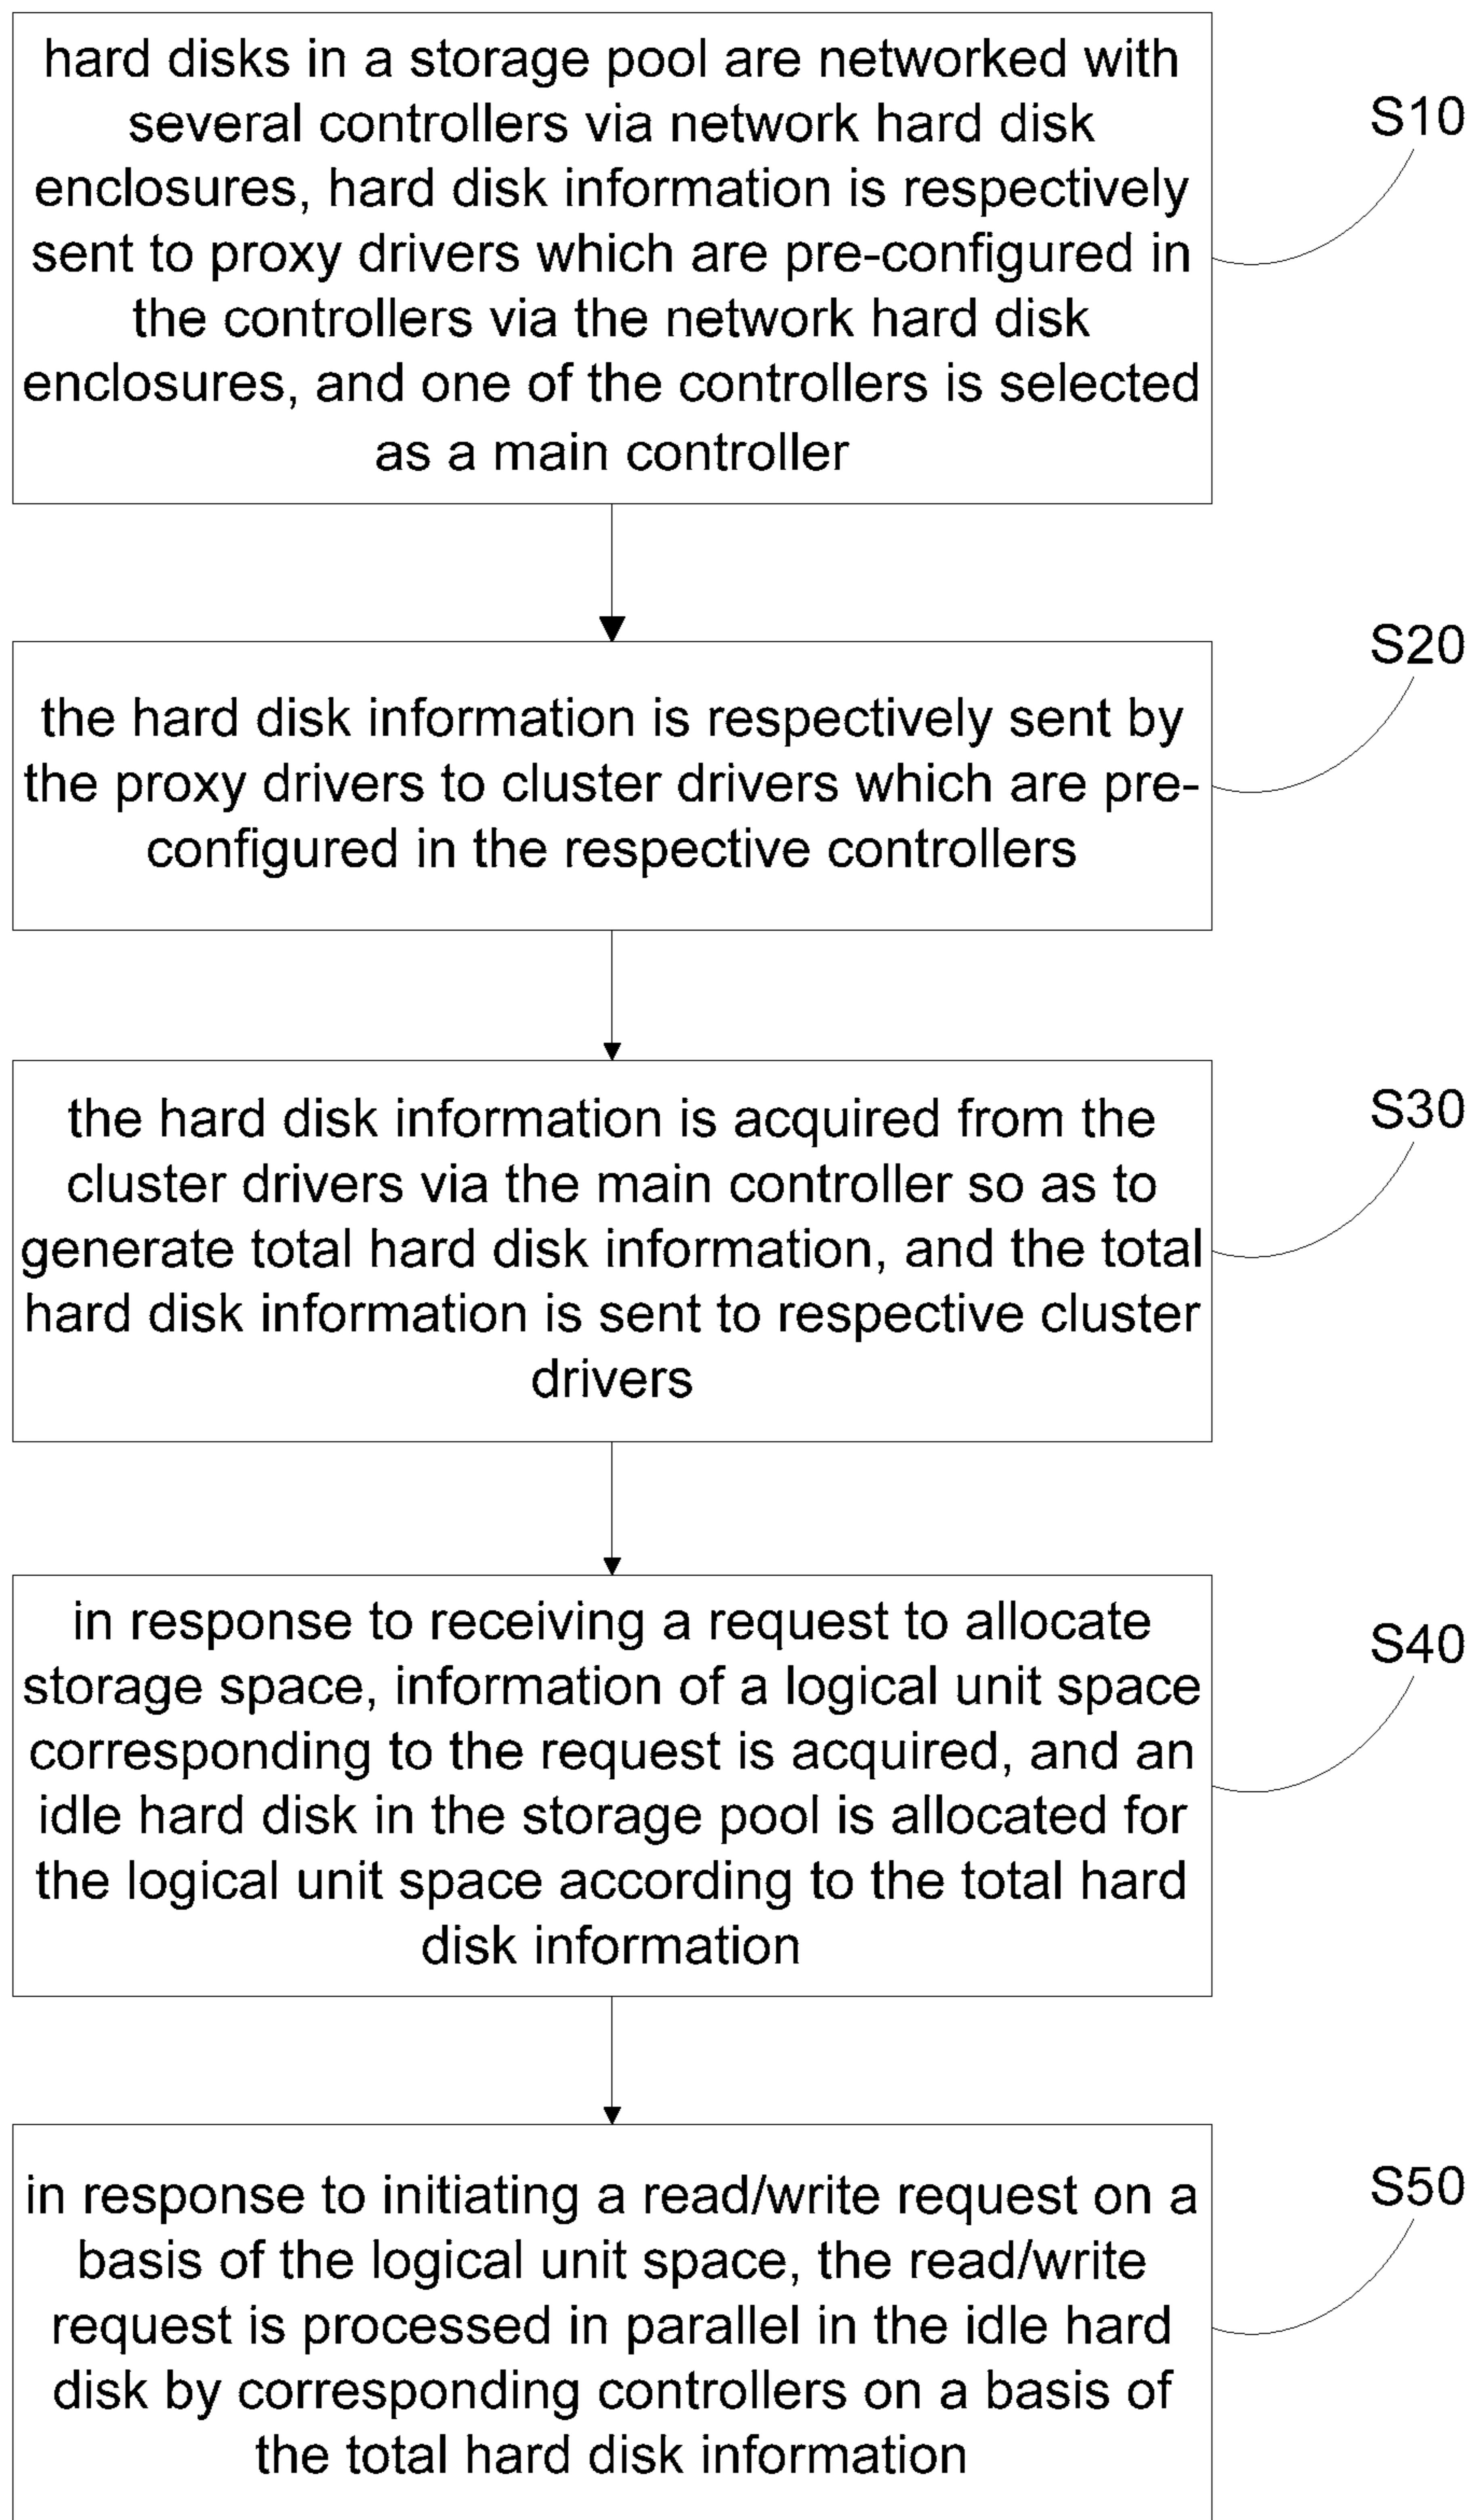 hard disks in a storage pool are networked with
several controllers via network hard disk
enclosures, hard disk information is respectively
sent to proxy drivers which are pre-configured in
the controllers via the network hard disk
enclosures, and one of the controllers is selected
as a main controller
S10
the hard disk information is respectively sent by
the proxy drivers to cluster drivers which are pre-
configured in the respective controllers
S20
the hard disk information is acquired from the
cluster drivers via the main controller so as to
generate total hard disk information, and the total
hard disk information is sent to respective cluster
drivers
S30
in response to receiving a request to allocate
storage space, information of a logical unit space
corresponding to the request is acquired, and an
idle hard disk in the storage pool is allocated for
the logical unit space according to the total hard
disk information
S40
in response to initiating a read/write request on a
basis of the logical unit space, the read/write
request is processed in parallel in the idle hard
disk by corresponding controllers on a basis of
the total hard disk information
S50